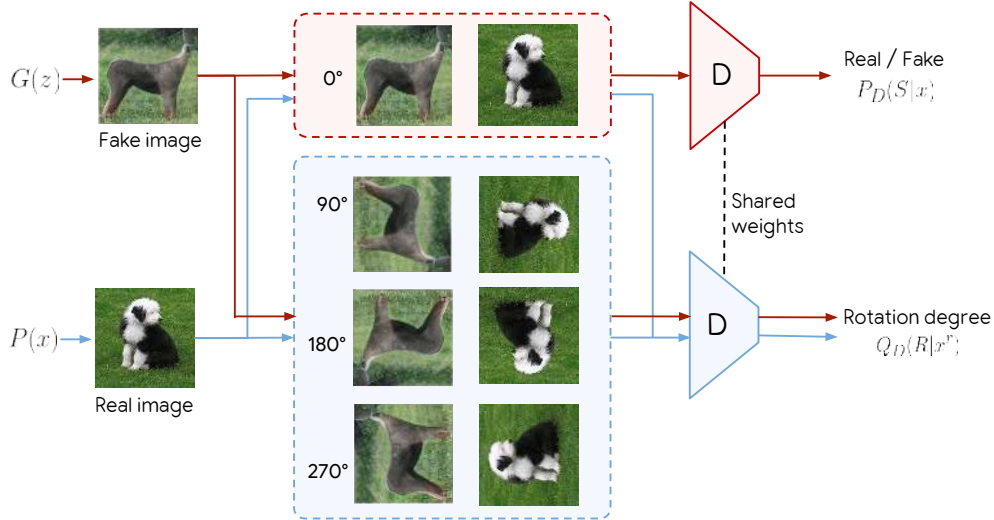 G(z)
Fake image
0°
D
Real / Fake
P_D(S|x)
90°
Shared
weights
P(x)
Real image
180°
D
Rotation degree
Q_D(R|x^r)
270°